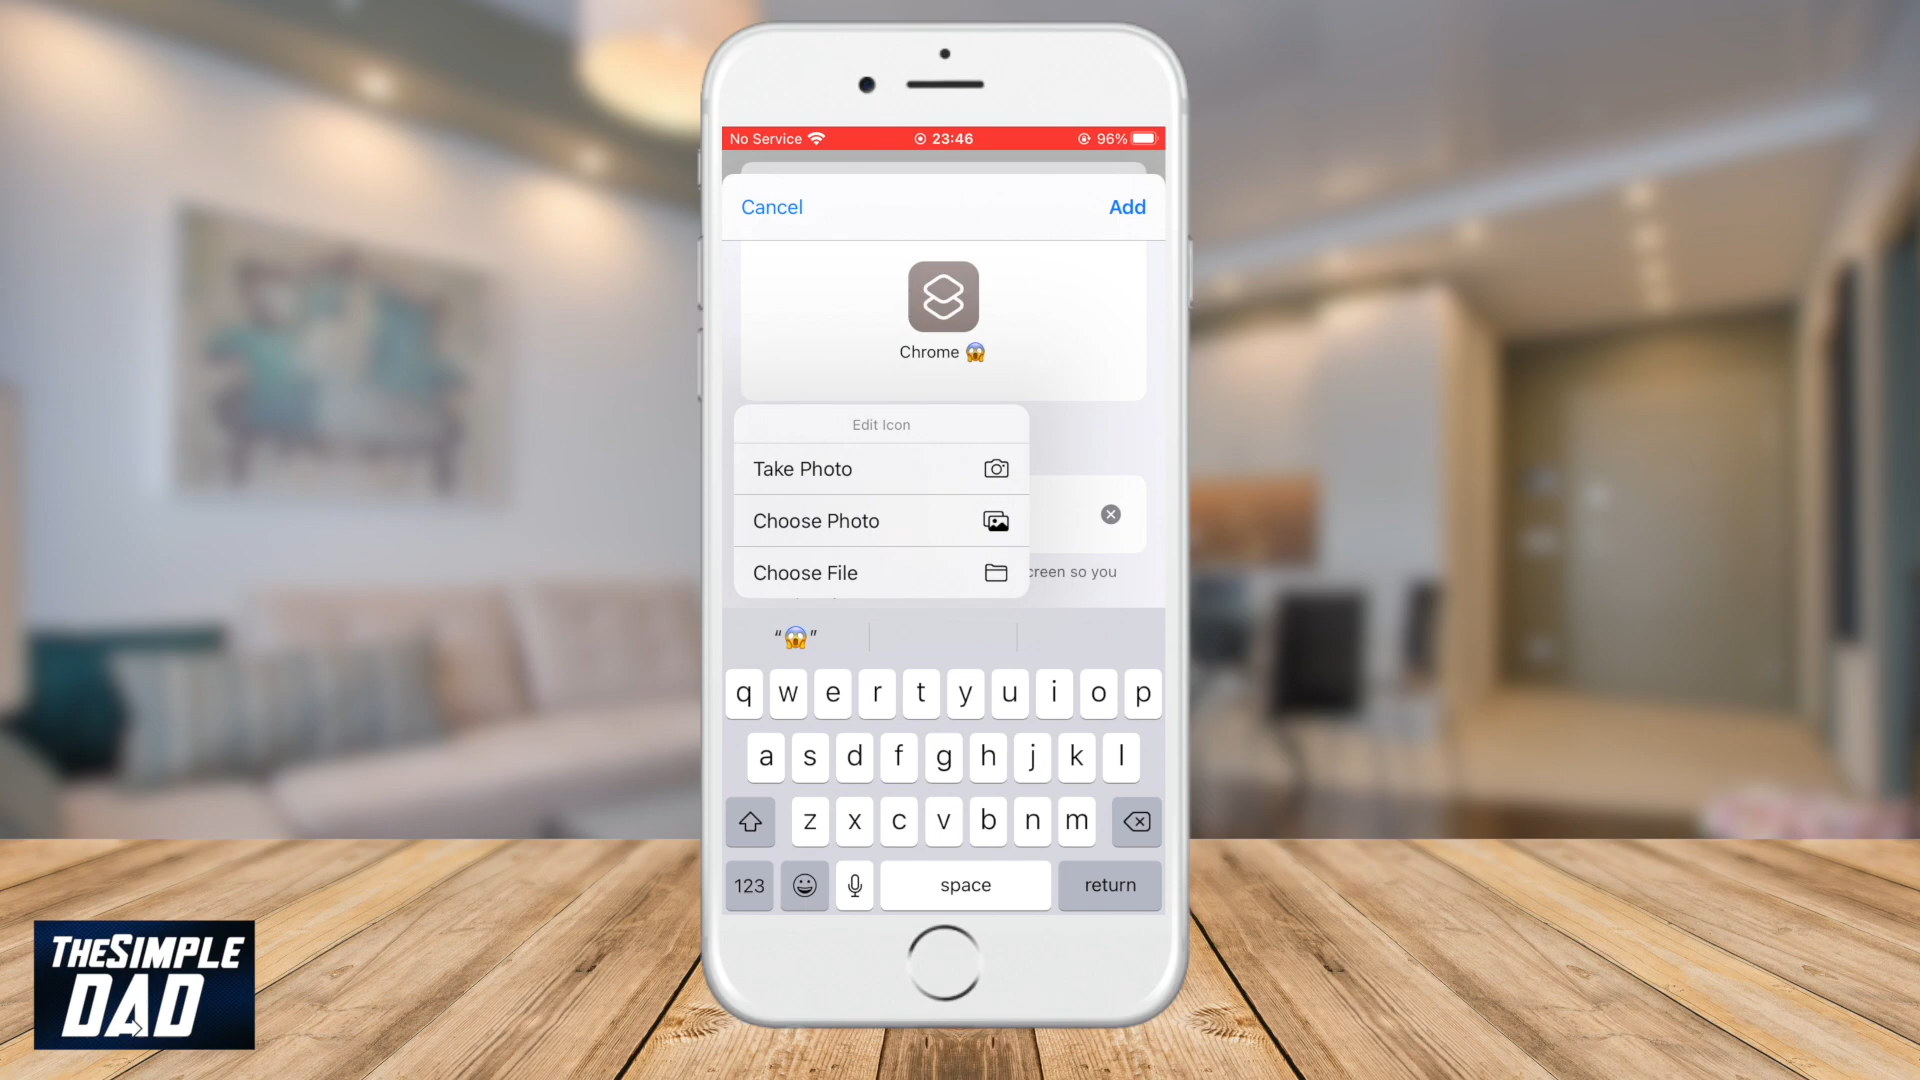 No Service 23:46 96%
Cancel Add
Chrome 😱
Edit Icon
Take Photo
Choose Photo
Choose File
creen so you
“😱”
q w e r t y u i o p
a s d f g h j k l
z x c v b n m
123 space return
THESIMPLE
DAD